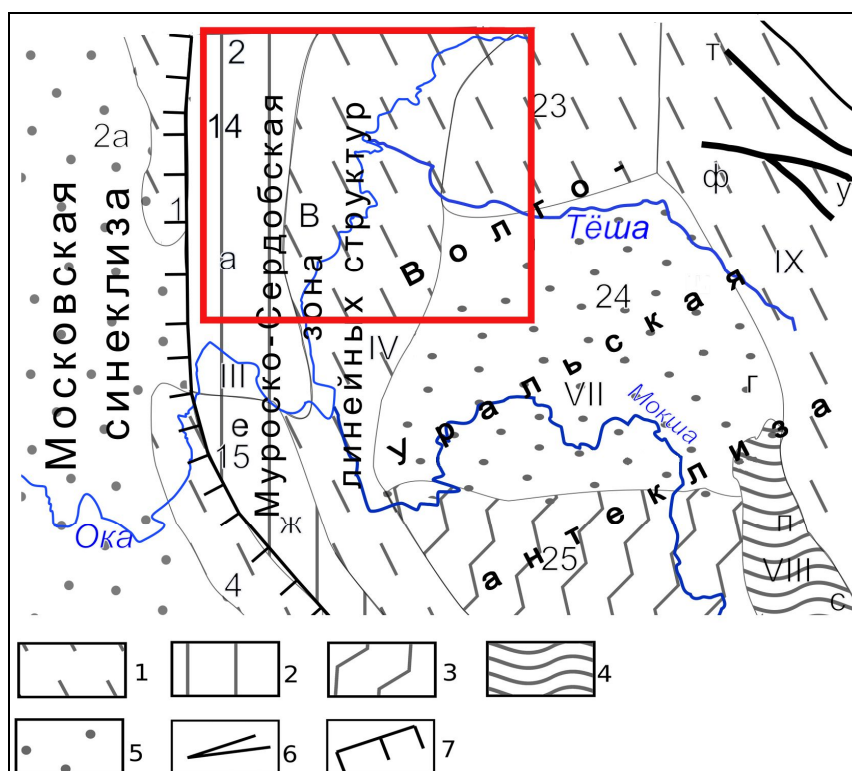 Московская
синеклиза
Муроско-Сердобская
зона
линейных структур
Волго-
Уральская
антеклиза
2
2а
14
1
а
В
23
т
ф
у
Тёша
IX
24
г
III
IV
VII
Мокша
е
15
ж
Ока
4
25
п
VIII
с
1
2
3
4
5
6
7